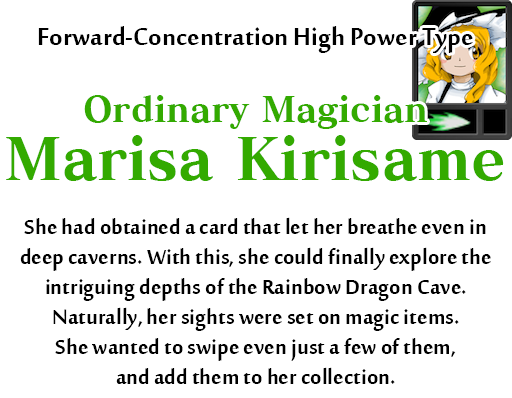 Forward-Concentration High Power Type
Ordinary Magician
Marisa Kirisame
She had obtained a card that let her breathe even in
deep caverns. With this, she could finally explore the
intriguing depths of the Rainbow Dragon Cave.
Naturally, her sights were set on magic items.
She wanted to swipe even just a few of them,
and add them to her collection.